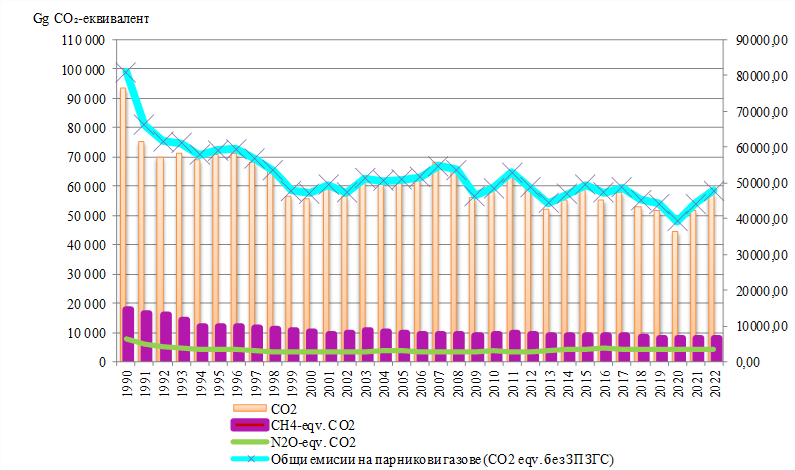 Gg CO₂-еквивалент
110 000 90000,00
100 000 80000,00
90 000 70000,00
80 000 60000,00
70 000 50000,00
60 000 40000,00
50 000 30000,00
40 000 20000,00
30 000 10000,00
20 000 0,00
10 000
0
1990 1991 1992 1993 1994 1995 1996 1997 1998 1999 2000 2001 2002 2003 2004 2005 2006 2007 2008 2009 2010 2011 2012 2013 2014 2015 2016 2017 2018 2019 2020 2021 2022
CO2
CH4-eqv. CO2
N2O-eqv. CO2
Общи емисии на парникови газове (CO2 eqv. без ЗПЗГС)